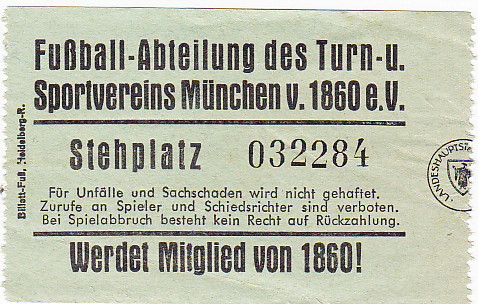 Fußball-Abteilung des Turn-u.
Sportvereins München v. 1860 e.V.
Stehplatz 032284
Für Unfälle und Sachschaden wird nicht gehaftet.
Zurufe an Spieler und Schiedsrichter sind verboten.
Bei Spielabbruch besteht kein Recht auf Rückzahlung.
Werdet Mitglied von 1860!
Billett-Fuß, Heidelberg-R.
LANDESHAUPTST